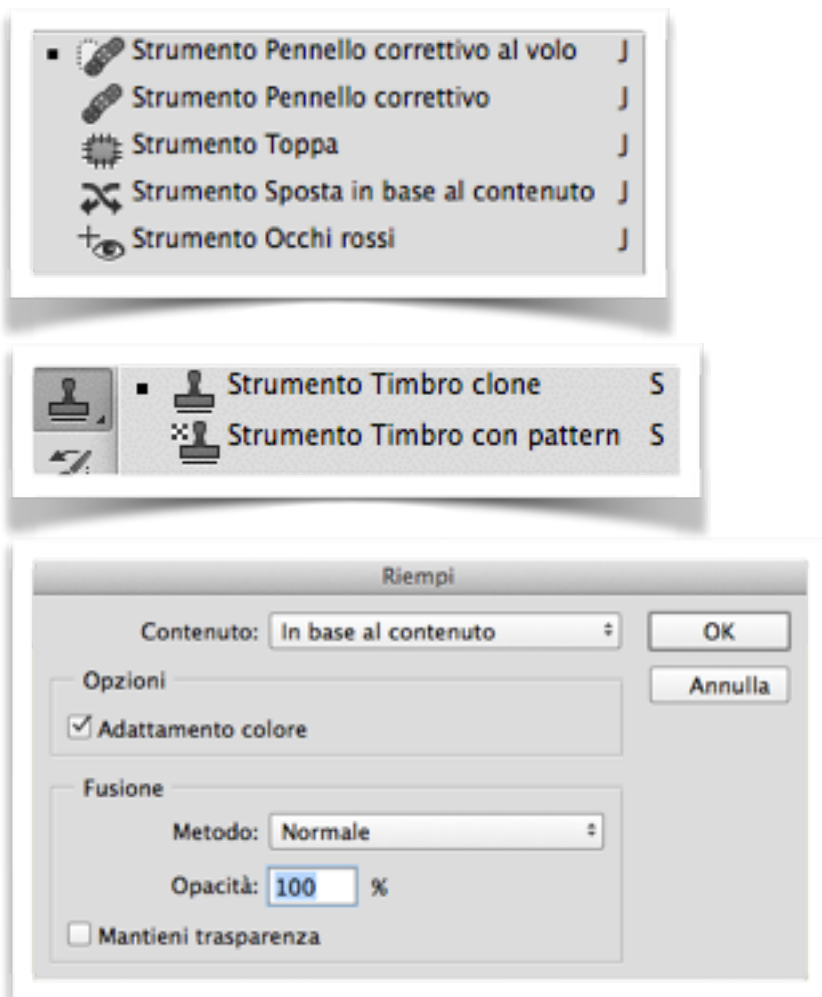 Strumento Pennello correttivo al volo J
Strumento Pennello correttivo J
Strumento Toppa J
Strumento Sposta in base al contenuto J
Strumento Occhi rossi J
Strumento Timbro clone S
Strumento Timbro con pattern S
Riempi
Contenuto: In base al contenuto OK
Opzioni Annulla
Adattamento colore
Fusione
Metodo: Normale
Opacità: 100 %
Mantieni trasparenza